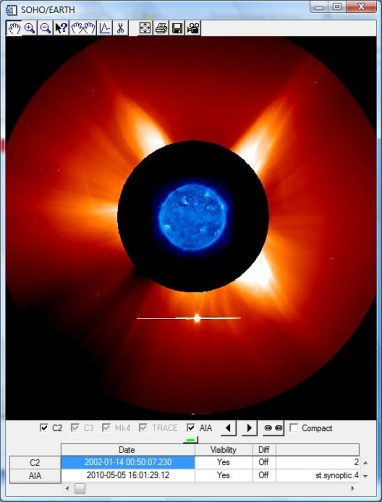 SOHO/EARTH
C2 C3 Mk4 TRACE AIA Compact
Date Visibility Diff
C2 2002-01-14 00:50:07.230 Yes Off 2
AIA 2010-05-05 16:01:29.12 Yes Off st.synoptic.4